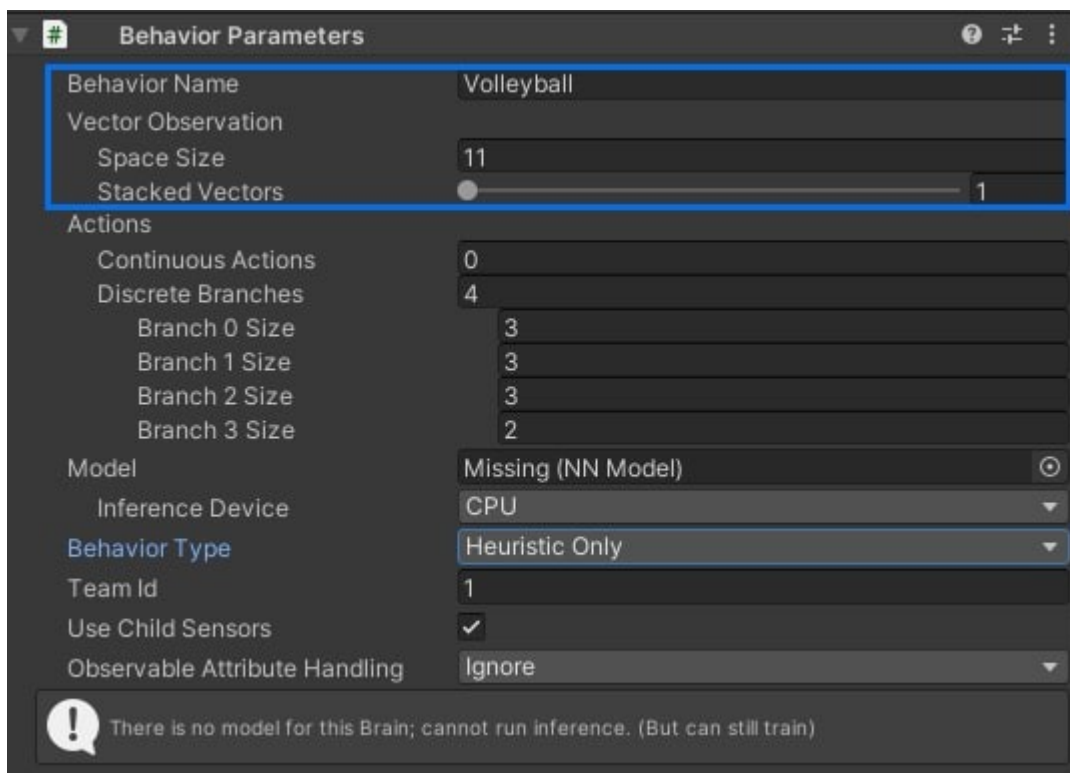 Behavior Parameters
Behavior Name Volleyball
Vector Observation
Space Size 11
Stacked Vectors 1
Actions
Continuous Actions 0
Discrete Branches 4
Branch 0 Size 3
Branch 1 Size 3
Branch 2 Size 3
Branch 3 Size 2
Model Missing (NN Model)
Inference Device CPU
Behavior Type Heuristic Only
Team Id 1
Use Child Sensors
Observable Attribute Handling Ignore
There is no model for this Brain; cannot run inference. (But can still train)